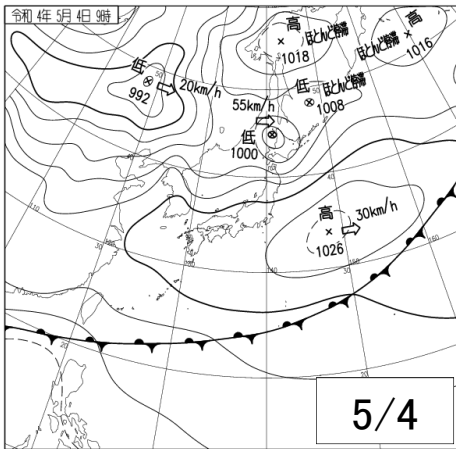 令和 4年 5月 4日 9時
高
1018
ほとんど停滞
高
1016
ほとんど停滞
低
992
20km/h
低
1008
ほとんど停滞
55km/h
低
1000
高
1026
30km/h
5/4